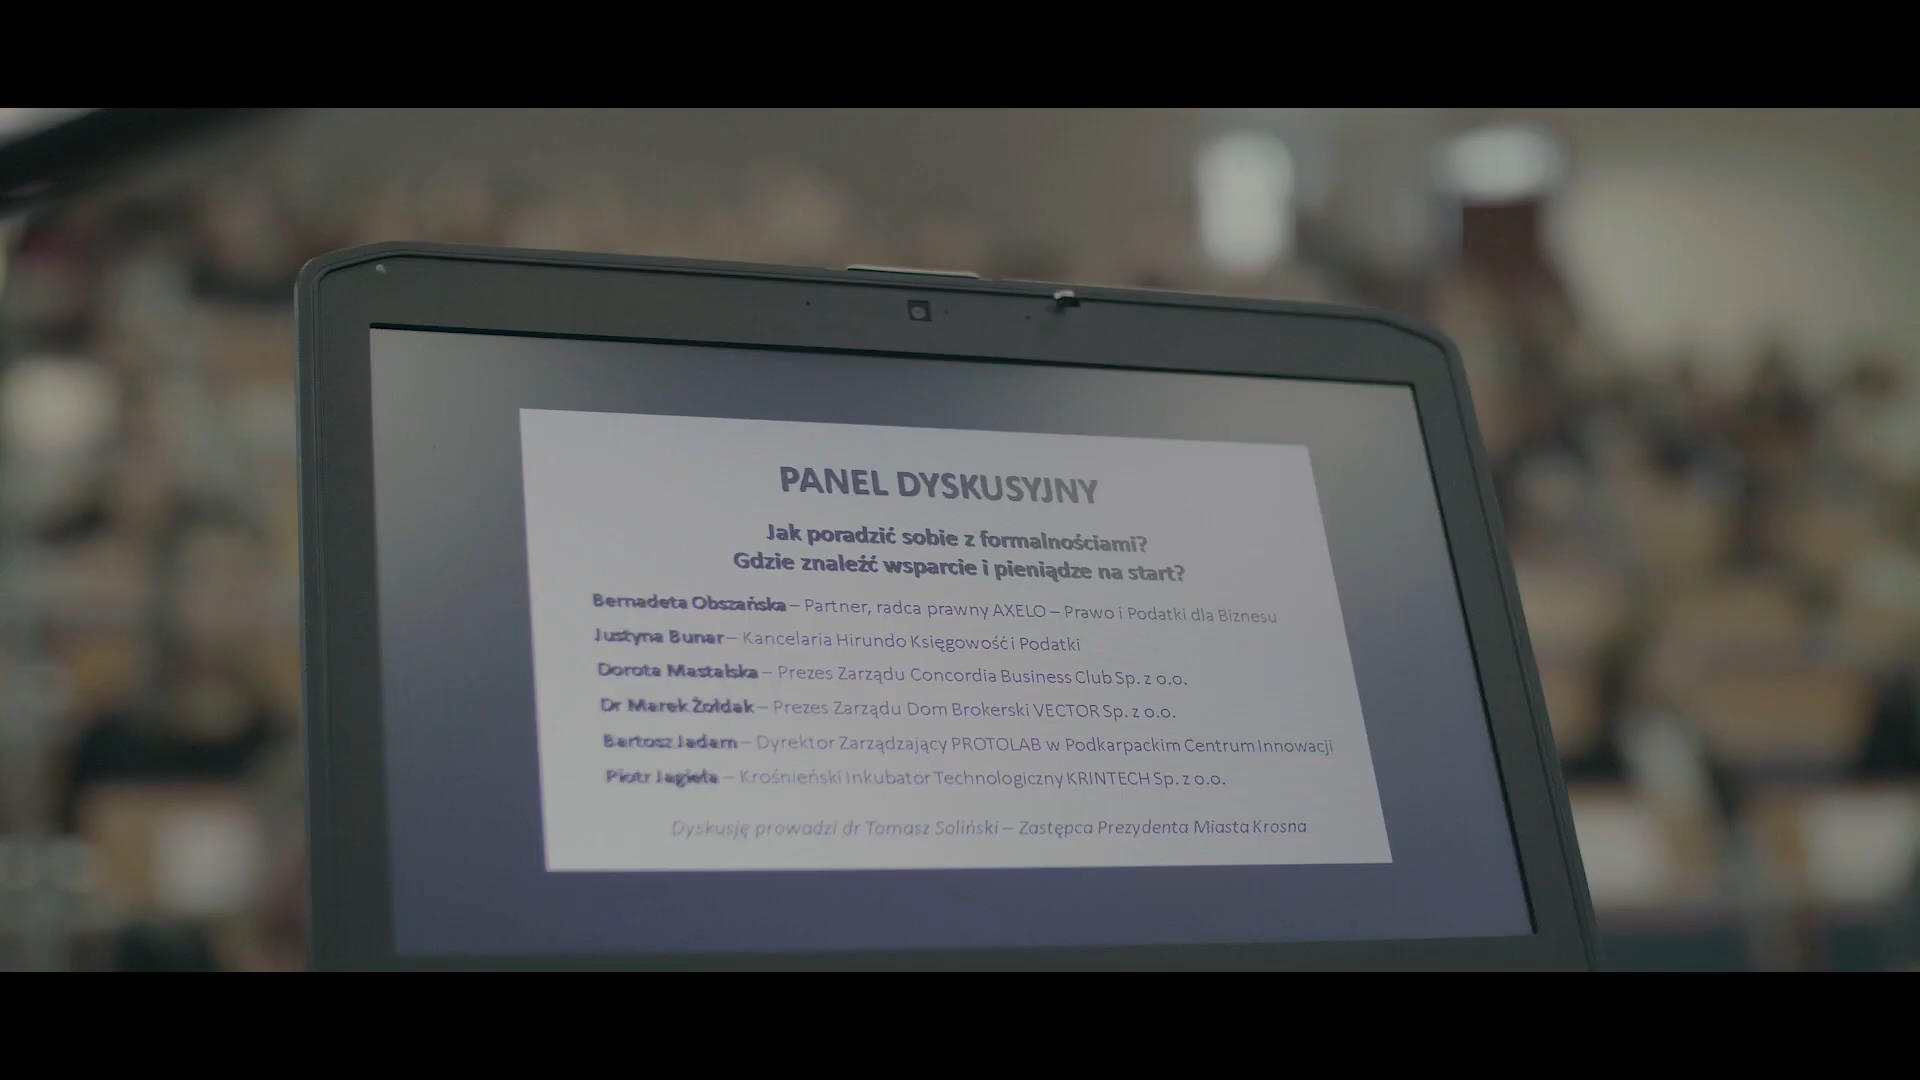 PANEL DYSKUSYJNY
Jak poradzić sobie z formalnościami?
Gdzie znaleźć wsparcie i pieniądze na start?
Bernadeta Obszańska – Partner, radca prawny AXELO – Prawo i Podatki dla Biznesu
Justyna Bunar – Kancelaria Hirundo Księgowość i Podatki
Dorota Mastalska – Prezes Zarządu Concordia Business Club Sp. z o.o.
Dr Marek Żołdak – Prezes Zarządu Dom Brokerski VECTOR Sp. z o.o.
Bartosz Jadam – Dyrektor Zarządzający PROTOLAB w Podkarpackim Centrum Innowacji
Piotr Jagieła – Krośnieński Inkubator Technologiczny KRINTECH Sp. z o.o.
Dyskusję prowadzi dr Tomasz Soliński – Zastępca Prezydenta Miasta Krosna